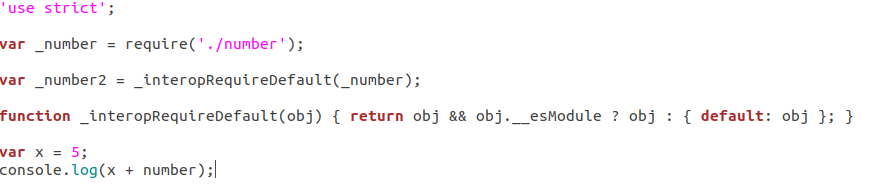 'use strict';
var _number = require('./number');
var _number2 = _interopRequireDefault(_number);
function _interopRequireDefault(obj) { return obj && obj.__esModule ? obj : { default: obj }; }
var x = 5;
console.log(x + number);